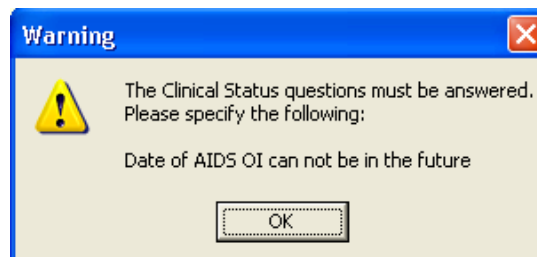 Warning
The Clinical Status questions must be answered.
Please specify the following:
Date of AIDS OI can not be in the future
OK